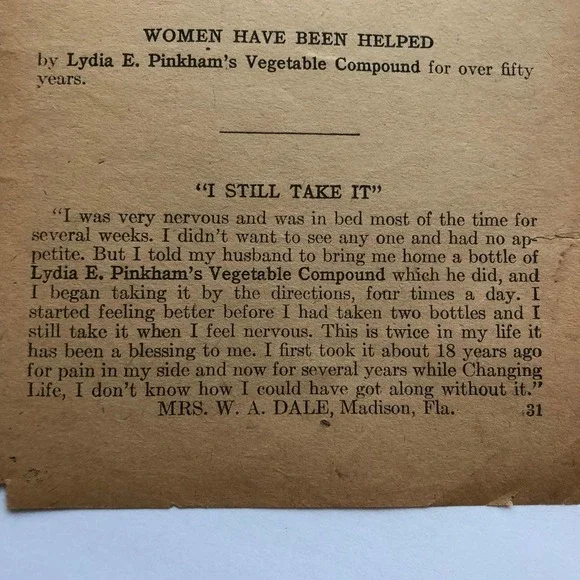 WOMEN HAVE BEEN HELPED
by Lydia E. Pinkham's Vegetable Compound for over fifty
years.
"I STILL TAKE IT"
"I was very nervous and was in bed most of the time for
several weeks. I didn't want to see any one and had no ap-
petite. But I told my husband to bring me home a bottle of
Lydia E. Pinkham's Vegetable Compound which he did, and
I began taking it by the directions, four times a day. I
started feeling better before I had taken two bottles and I
still take it when I feel nervous. This is twice in my life it
has been a blessing to me. I first took it about 18 years ago
for pain in my side and now for several years while Changing
Life, I don't know how I could have got along without it."
MRS. W. A. DALE, Madison, Fla. 31